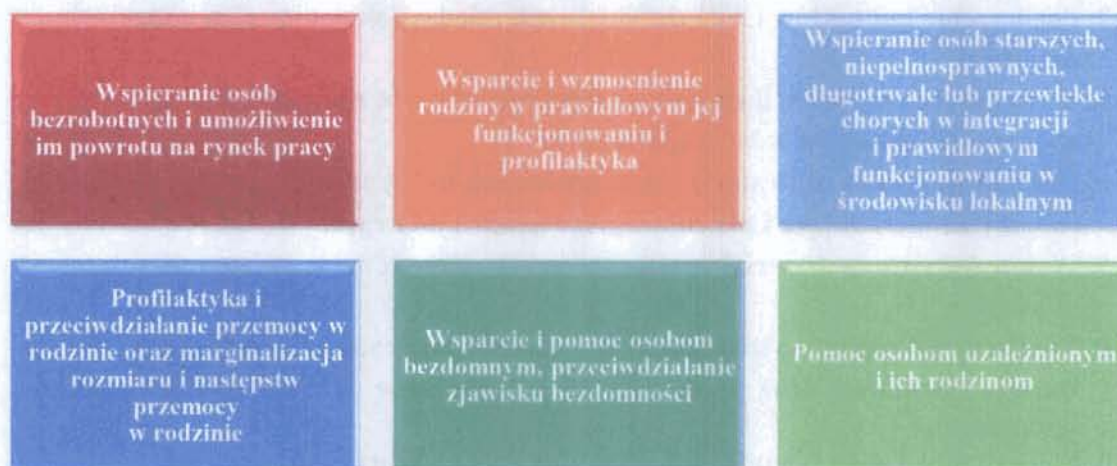 Wspieranie osób
bezrobotnych i umożliwienie
im powrotu na rynek pracy
Wsparcie i wzmocnienie
rodziny w prawidłowym jej
funkcjonowaniu i
profilaktyka
Wspieranie osób starszych,
niepełnosprawnych,
długotrwale lub przewlekle
chorych w integracji
i prawidłowym
funkcjonowaniu w
środowisku lokalnym
Profilaktyka i
przeciwdziałanie przemocy w
rodzinie oraz marginalizacja
rozmiaru i następstw
przemocy
w rodzinie
Wsparcie i pomoc osobom
bezdomnym, przeciwdziałanie
zjawisku bezdomności
Pomoc osobom uzależnionym
i ich rodzinom